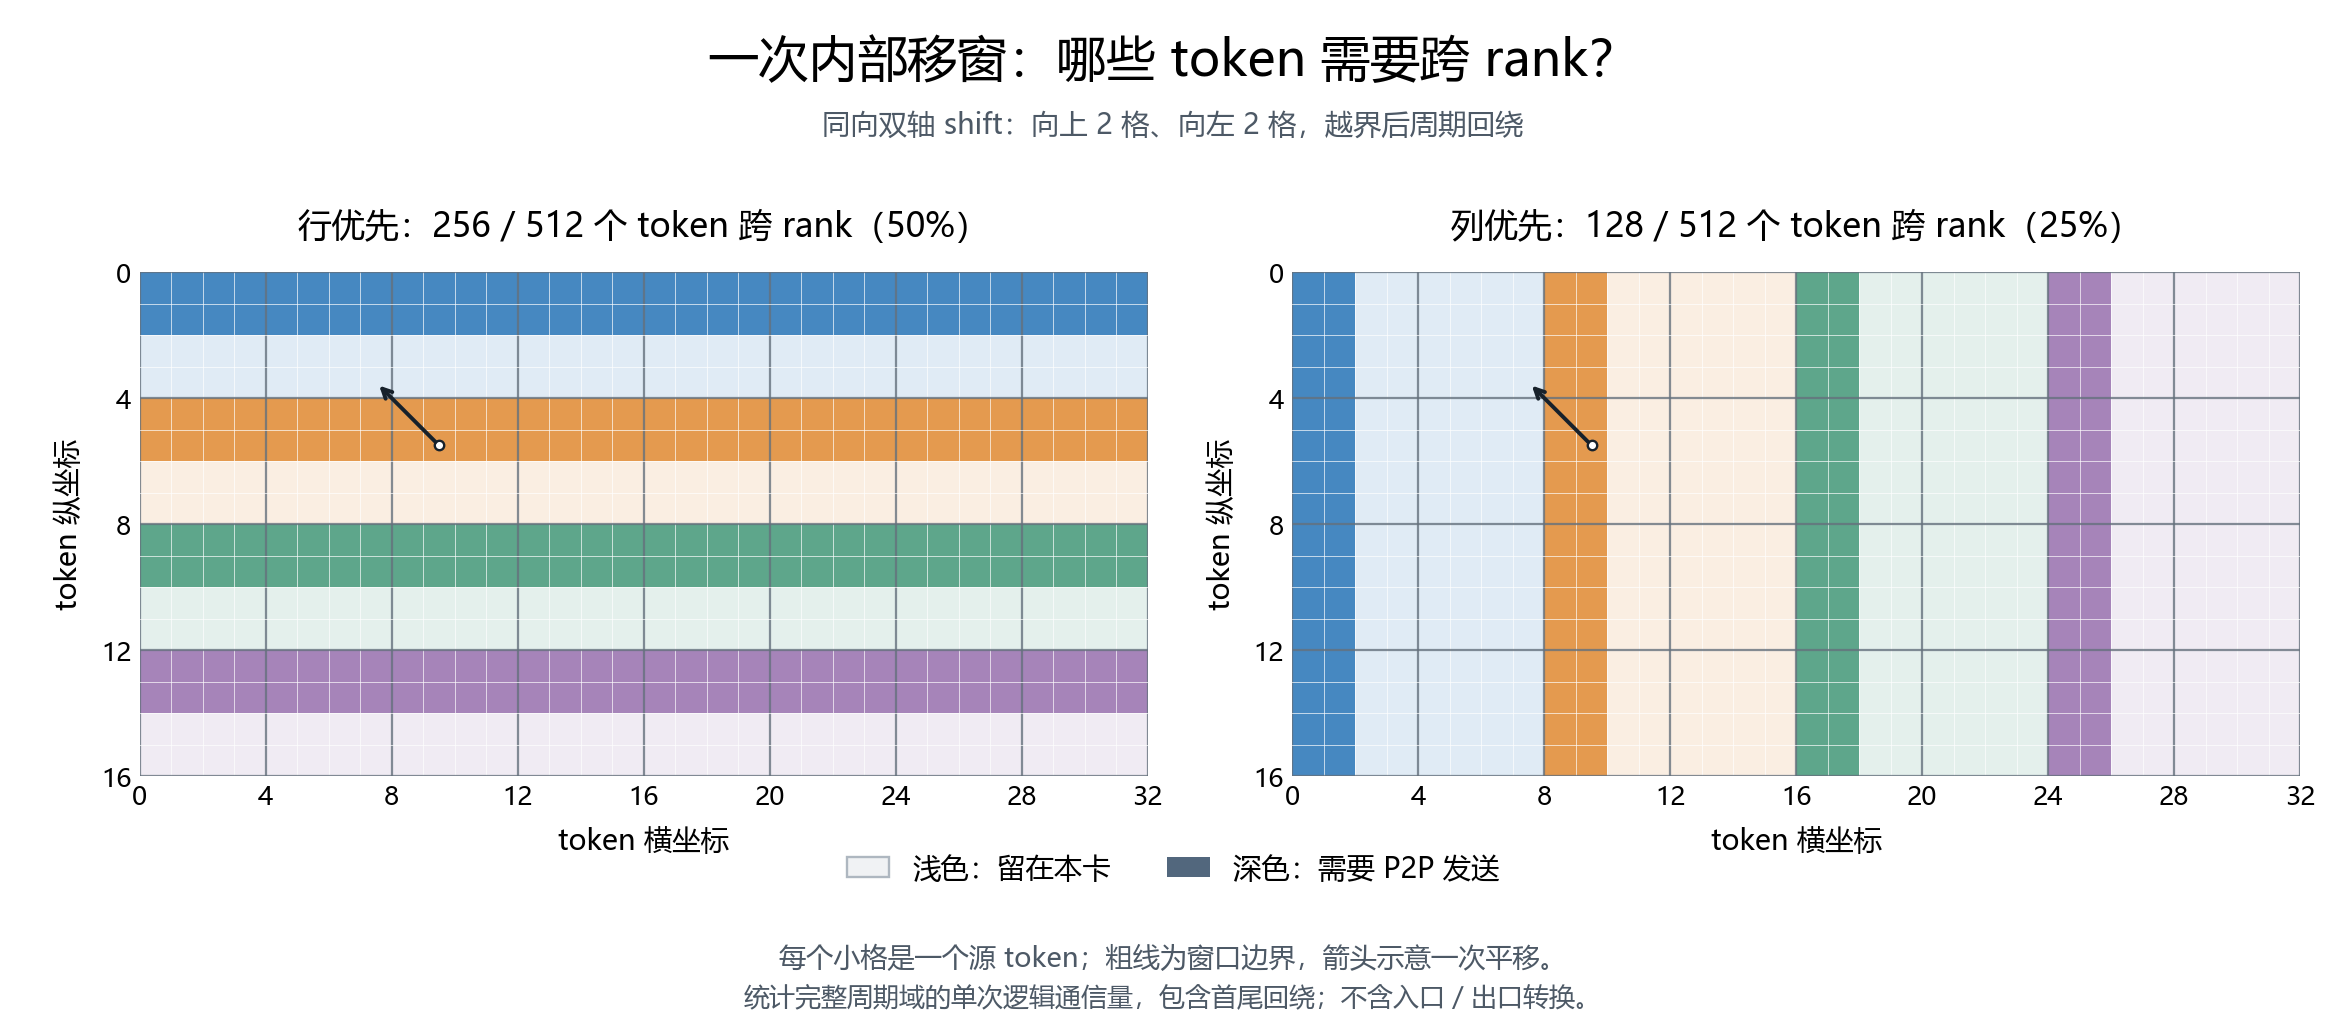 一次内部移窗：哪些 token 需要跨 rank？
同向双轴 shift：向上 2 格、向左 2 格，越界后周期回绕
行优先：256 / 512 个 token 跨 rank（50%）
0
4
8
12
16
token 纵坐标
0 4 8 12 16 20 24 28 32
token 横坐标
列优先：128 / 512 个 token 跨 rank（25%）
0
4
8
12
16
token 纵坐标
0 4 8 12 16 20 24 28 32
token 横坐标
浅色：留在本卡
深色：需要 P2P 发送
每个小格是一个源 token；粗线为窗口边界，箭头示意一次平移。
统计完整周期域的单次逻辑通信量，包含首尾回绕；不含入口 / 出口转换。